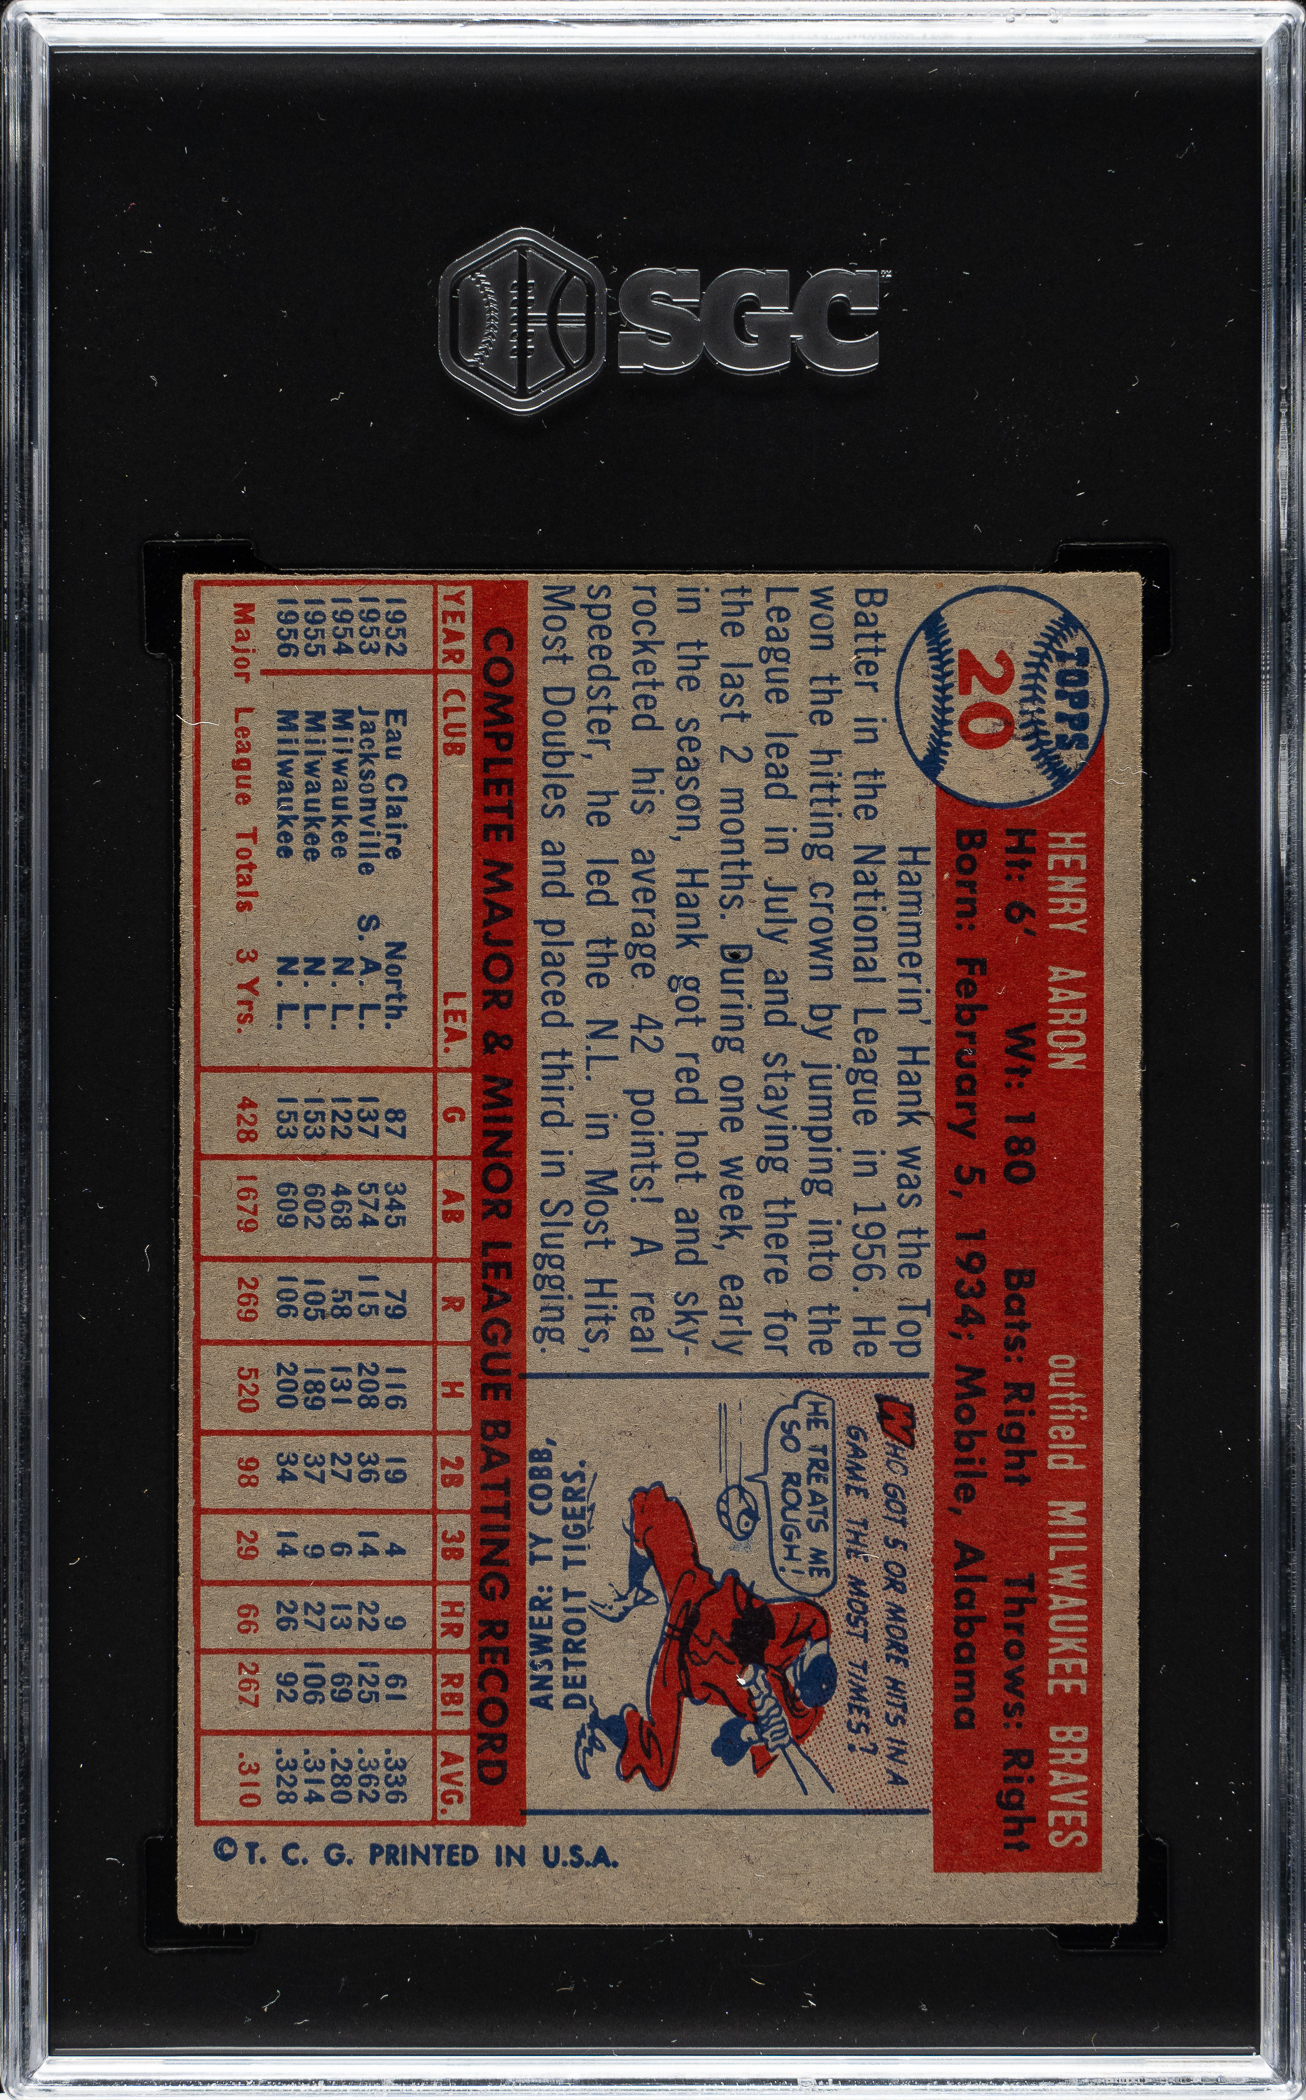 SGC
TOPPS
20
HENRY AARON outfield MILWAUKEE BRAVES
Ht: 6' Wt: 180 Bats: Right Throws: Right
Born: February 5, 1934; Mobile, Alabama
Hammerin' Hank was the Top
Batter in the National League in 1956. He
won the hitting crown by jumping into the
League lead in July and staying there for
the last 2 months. During one week, early
in the season, Hank got red hot and sky-
rocketed his average 42 points! A real
speedster, he led the N.L. in Most Hits,
Most Doubles and placed third in Slugging.
WHO GOT 5 OR MORE HITS IN A
GAME THE MOST TIMES?
HE TREATS ME
SO ROUGH!
ANSWER: TY COBB,
DETROIT TIGERS.
COMPLETE MAJOR & MINOR LEAGUE BATTING RECORD
YEAR CLUB LEA. G AB R H 2B 3B HR RBI AVG.
1952 Eau Claire North. 87 345 79 116 19 4 9 61 .336
1953 Jacksonville S. A. L. 137 574 115 208 36 14 22 125 .362
1954 Milwaukee N. L. 122 468 58 131 27 6 13 69 .280
1955 Milwaukee N. L. 153 602 105 189 37 9 27 106 .314
1956 Milwaukee N. L. 153 609 106 200 34 14 26 92 .328
Major League Totals 3 Yrs. 428 1679 269 520 98 29 66 267 .310
© T. C. G. PRINTED IN U.S.A.